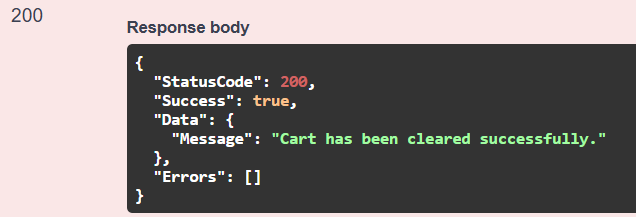 200
Response body
{
  "StatusCode": 200,
  "Success": true,
  "Data": {
    "Message": "Cart has been cleared successfully."
  },
  "Errors": []
}